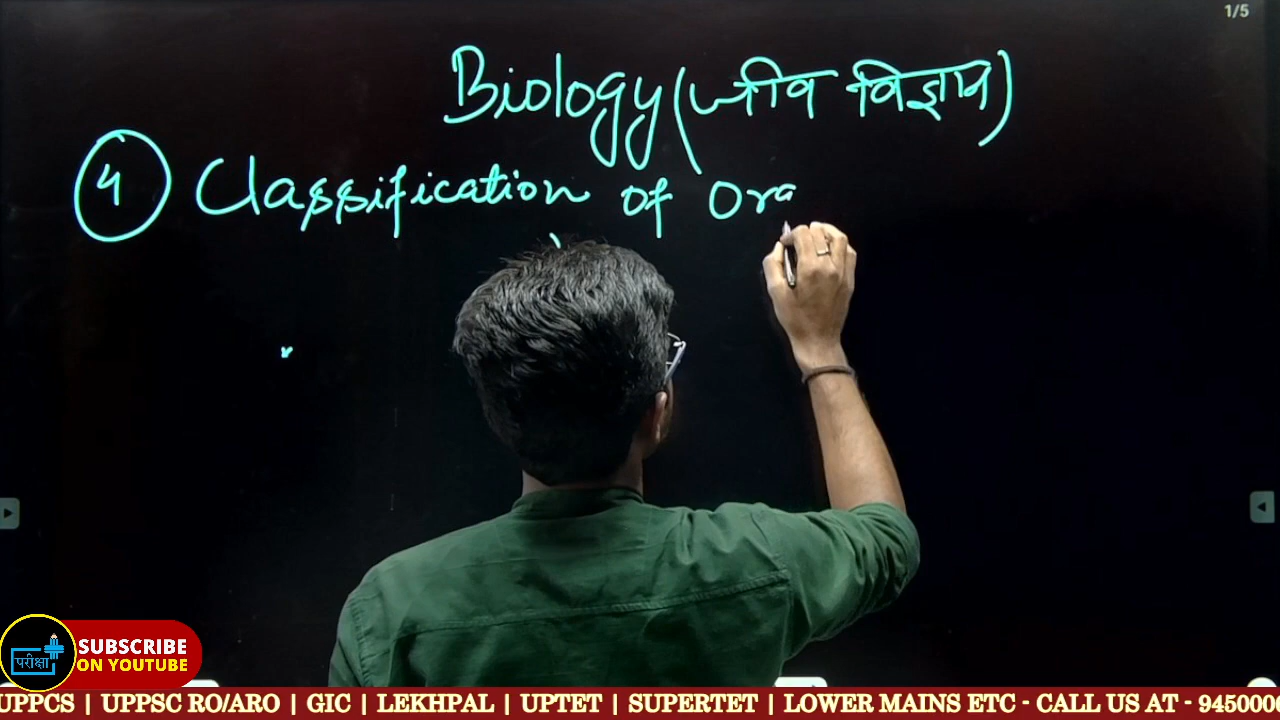 1/5
Biology (जीव विज्ञान)
4 Classification of Ora
परीक्षा
SUBSCRIBE
ON YOUTUBE
UPPCS | UPPSC RO/ARO | GIC | LEKHPAL | UPTET | SUPERTET | LOWER MAINS ETC - CALL US AT - 945000